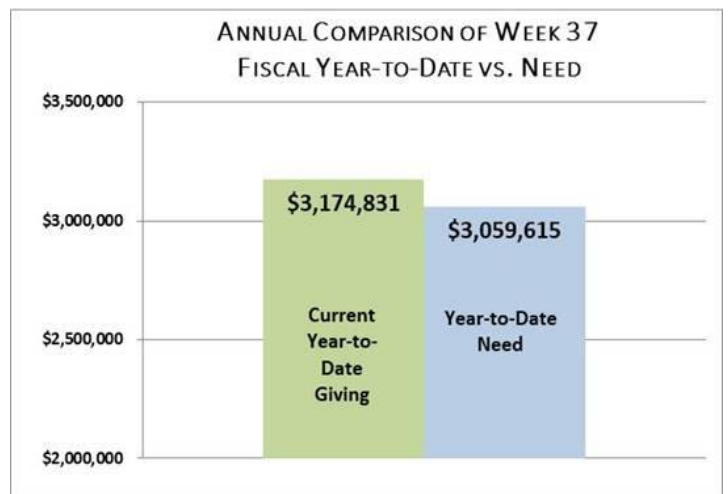 ANNUAL COMPARISON OF WEEK 37
FISCAL YEAR-TO-DATE VS. NEED
$3,500,000
$3,000,000
$2,500,000
$2,000,000
$3,174,831
Current
Year-to-
Date
Giving
$3,059,615
Year-to-Date
Need